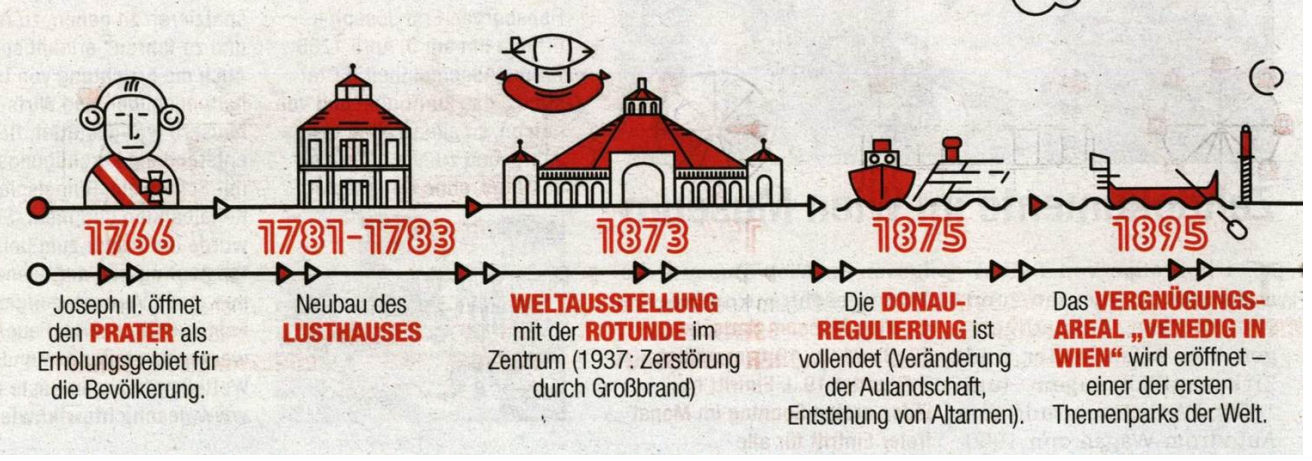 1766
Joseph II. öffnet
den PRATER als
Erholungsgebiet für
die Bevölkerung.
1781–1783
Neubau des
LUSTHAUSES
1873
WELTAUSSTELLUNG
mit der ROTUNDE im
Zentrum (1937: Zerstörung
durch Großbrand)
1875
Die DONAU-
REGULIERUNG ist
vollendet (Veränderung
der Aulandschaft,
Entstehung von Altarmen).
1895
Das VERGNÜGUNGS-
AREAL „VENEDIG IN
WIEN“ wird eröffnet –
einer der ersten
Themenparks der Welt.